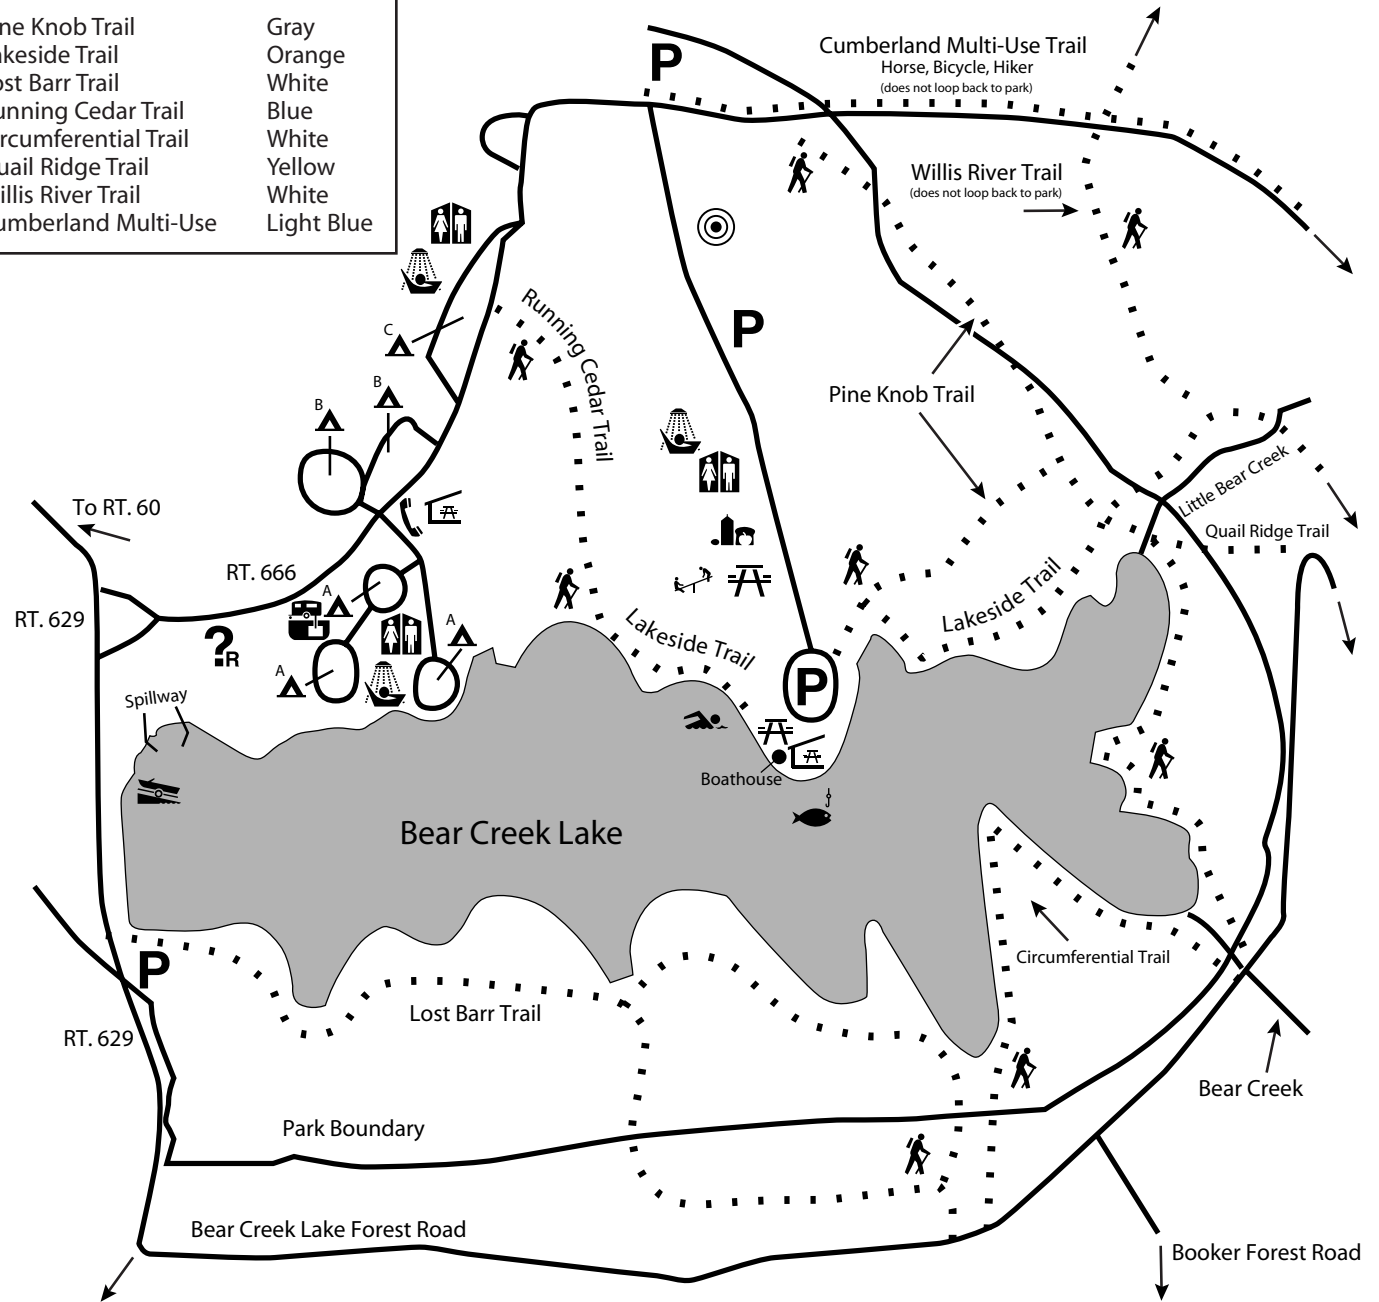 ne Knob Trail Gray
keside Trail Orange
ost Barr Trail White
unning Cedar Trail Blue
rcumferential Trail White
uail Ridge Trail Yellow
illis River Trail White
umberland Multi-Use Light Blue
P
Cumberland Multi-Use Trail
Horse, Bicycle, Hiker
(does not loop back to park)
Willis River Trail
(does not loop back to park)
Running Cedar Trail
P
C
B
B
Pine Knob Trail
Little Bear Creek
Quail Ridge Trail
To RT. 60
RT. 666
RT. 629
A
A
A
?R
Lakeside Trail
Lakeside Trail
P
Spillway
Boathouse
Bear Creek Lake
Circumferential Trail
P
Lost Barr Trail
RT. 629
Bear Creek
Park Boundary
Bear Creek Lake Forest Road
Booker Forest Road